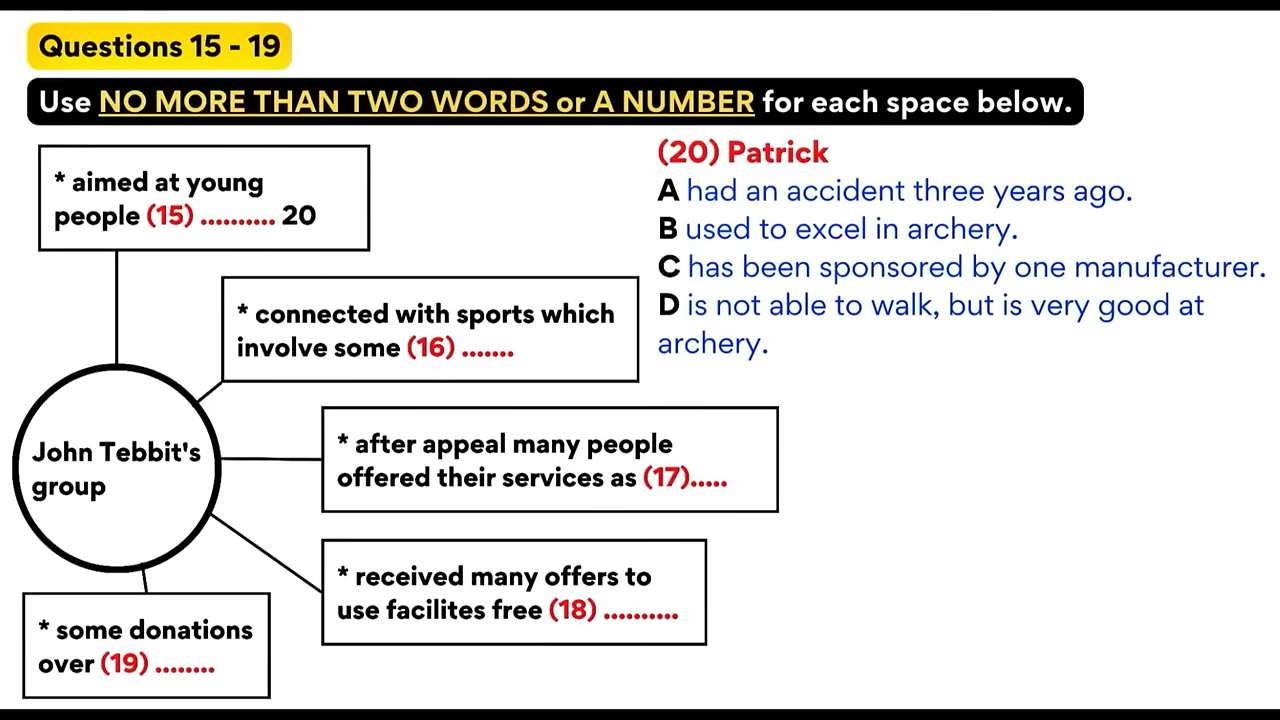 Questions 15 - 19
Use NO MORE THAN TWO WORDS or A NUMBER for each space below.
* aimed at young
people (15) .......... 20
* connected with sports which
involve some (16) .......
* after appeal many people
offered their services as (17).....
* received many offers to
use facilites free (18) ..........
* some donations
over (19) ........
John Tebbit's
group
(20) Patrick
A had an accident three years ago.
B used to excel in archery.
C has been sponsored by one manufacturer.
D is not able to walk, but is very good at
archery.